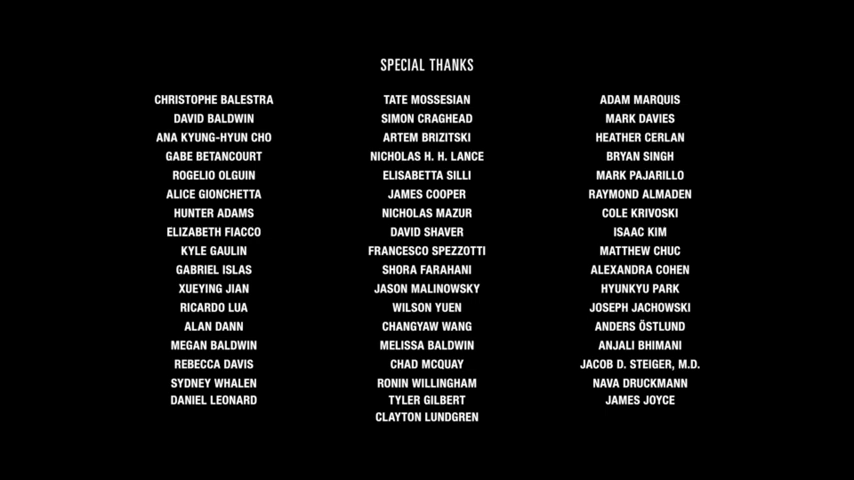 SPECIAL THANKS
CHRISTOPHE BALESTRA
DAVID BALDWIN
ANA KYUNG-HYUN CHO
GABE BETANCOURT
ROGELIO OLGUIN
ALICE GIONCHETTA
HUNTER ADAMS
ELIZABETH FIACCO
KYLE GAULIN
GABRIEL ISLAS
XUEYING JIAN
RICARDO LUA
ALAN DANN
MEGAN BALDWIN
REBECCA DAVIS
SYDNEY WHALEN
DANIEL LEONARD
TATE MOSSESIAN
SIMON CRAGHEAD
ARTEM BRIZITSKI
NICHOLAS H. H. LANCE
ELISABETTA SILLI
JAMES COOPER
NICHOLAS MAZUR
DAVID SHAVER
FRANCESCO SPEZZOTTI
SHORA FARAHANI
JASON MALINOWSKY
WILSON YUEN
CHANGYAW WANG
MELISSA BALDWIN
CHAD MCQUAY
RONIN WILLINGHAM
TYLER GILBERT
CLAYTON LUNDGREN
ADAM MARQUIS
MARK DAVIES
HEATHER CERLAN
BRYAN SINGH
MARK PAJARILLO
RAYMOND ALMADEN
COLE KRIVOSKI
ISAAC KIM
MATTHEW CHUC
ALEXANDRA COHEN
HYUNKYU PARK
JOSEPH JACHOWSKI
ANDERS ÖSTLUND
ANJALI BHIMANI
JACOB D. STEIGER, M.D.
NAVA DRUCKMANN
JAMES JOYCE